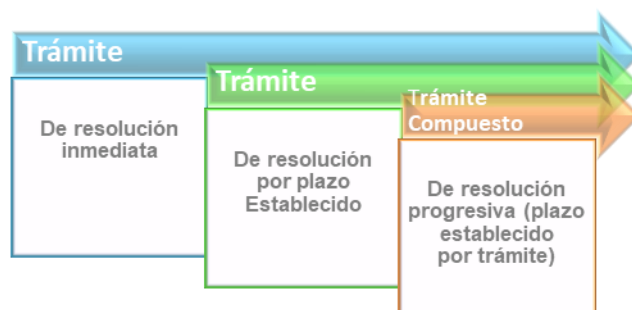 Trámite
De resolución
inmediata
Trámite
De resolución
por plazo
Establecido
Trámite
Compuesto
De resolución
progresiva (plazo
establecido
por trámite)